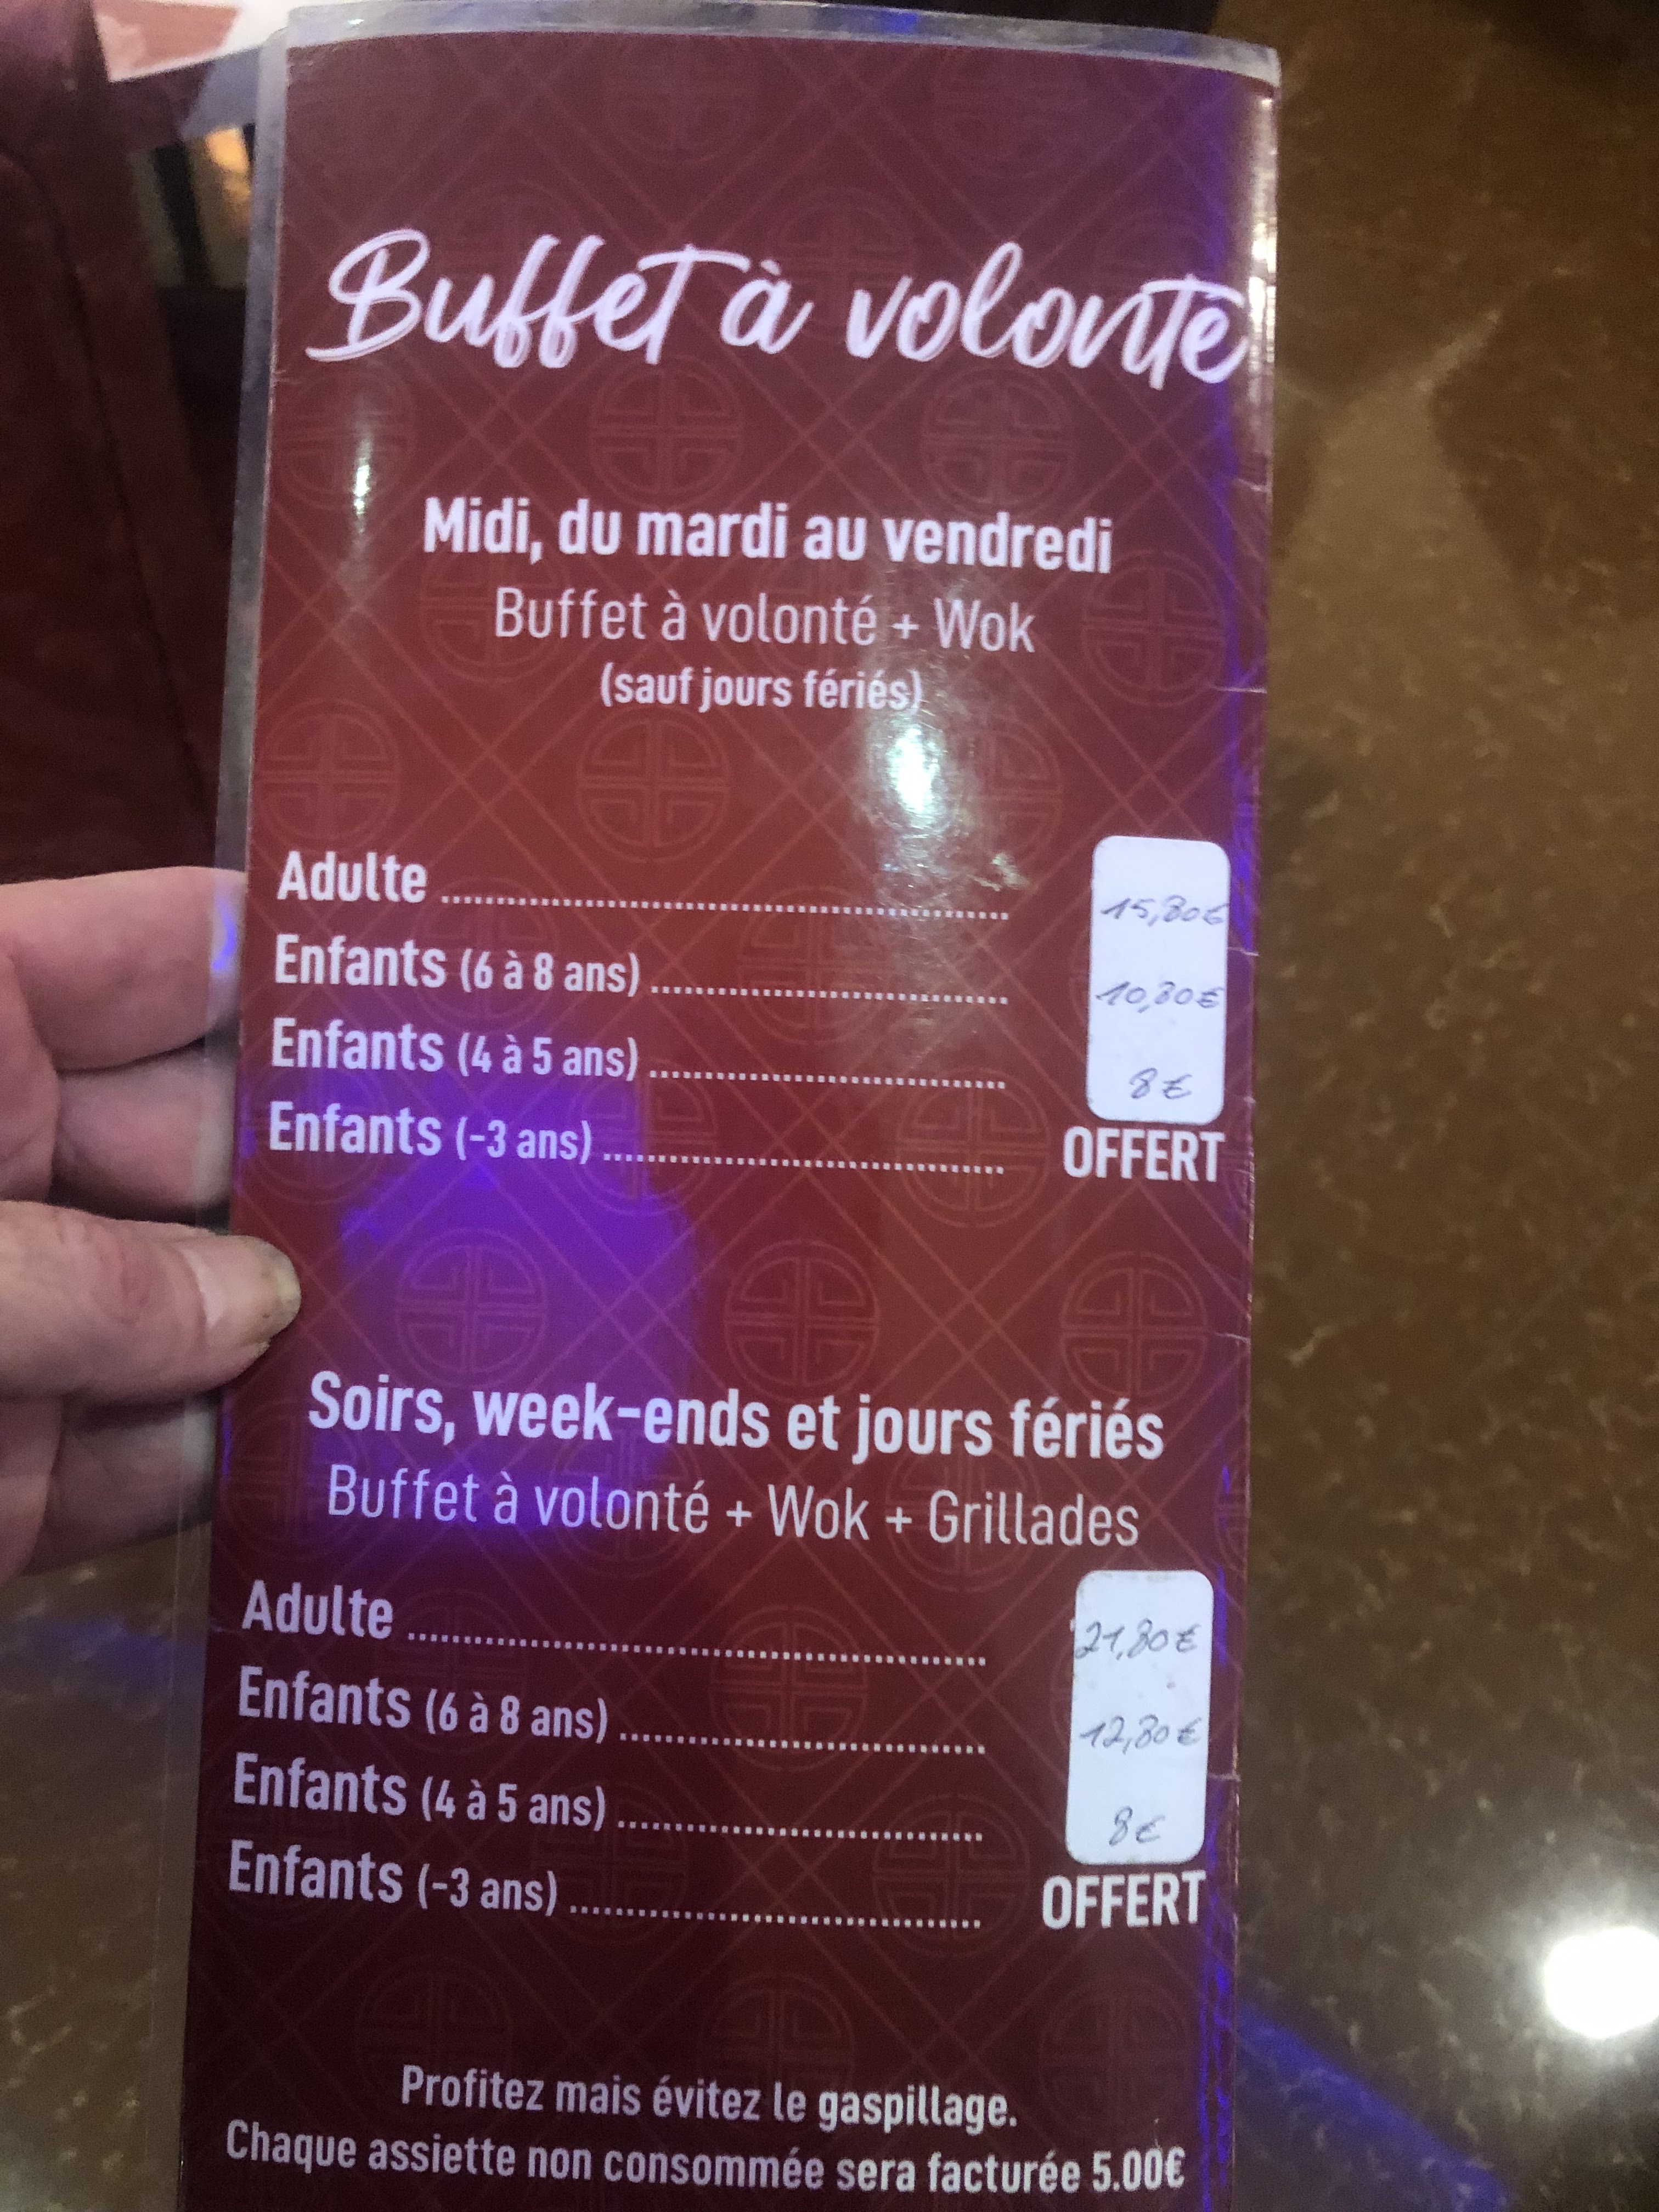 Buffet à volonté
Midi, du mardi au vendredi
Buffet à volonté + Wok
(sauf jours fériés)
Adulte ........ 15,80€
Enfants (6 à 8 ans) ........ 10,80€
Enfants (4 à 5 ans) ........ 8€
Enfants (-3 ans) ........ OFFERT
Soirs, week-ends et jours fériés
Buffet à volonté + Wok + Grillades
Adulte ........ 21,80€
Enfants (6 à 8 ans) ........ 12,80€
Enfants (4 à 5 ans) ........ 8€
Enfants (-3 ans) ........ OFFERT
Profitez mais évitez le gaspillage.
Chaque assiette non consommée sera facturée 5.00€